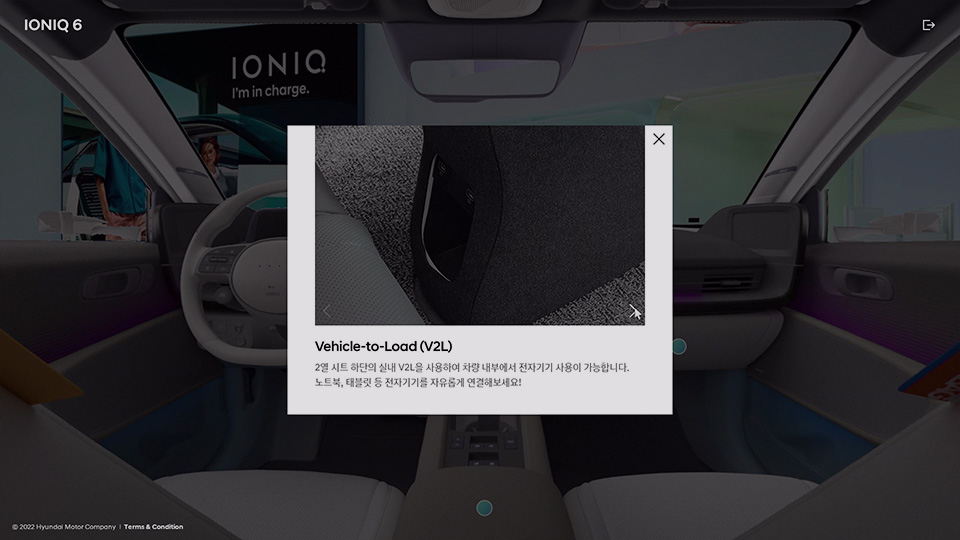 IONIQ 6
IONIQ
I'm in charge.
Vehicle-to-Load (V2L)
2열 시트 하단의 실내 V2L을 사용하여 차량 내부에서 전자기기 사용이 가능합니다.
노트북, 태블릿 등 전자기기를 자유롭게 연결해보세요!
© 2022 Hyundai Motor Company | Terms & Condition